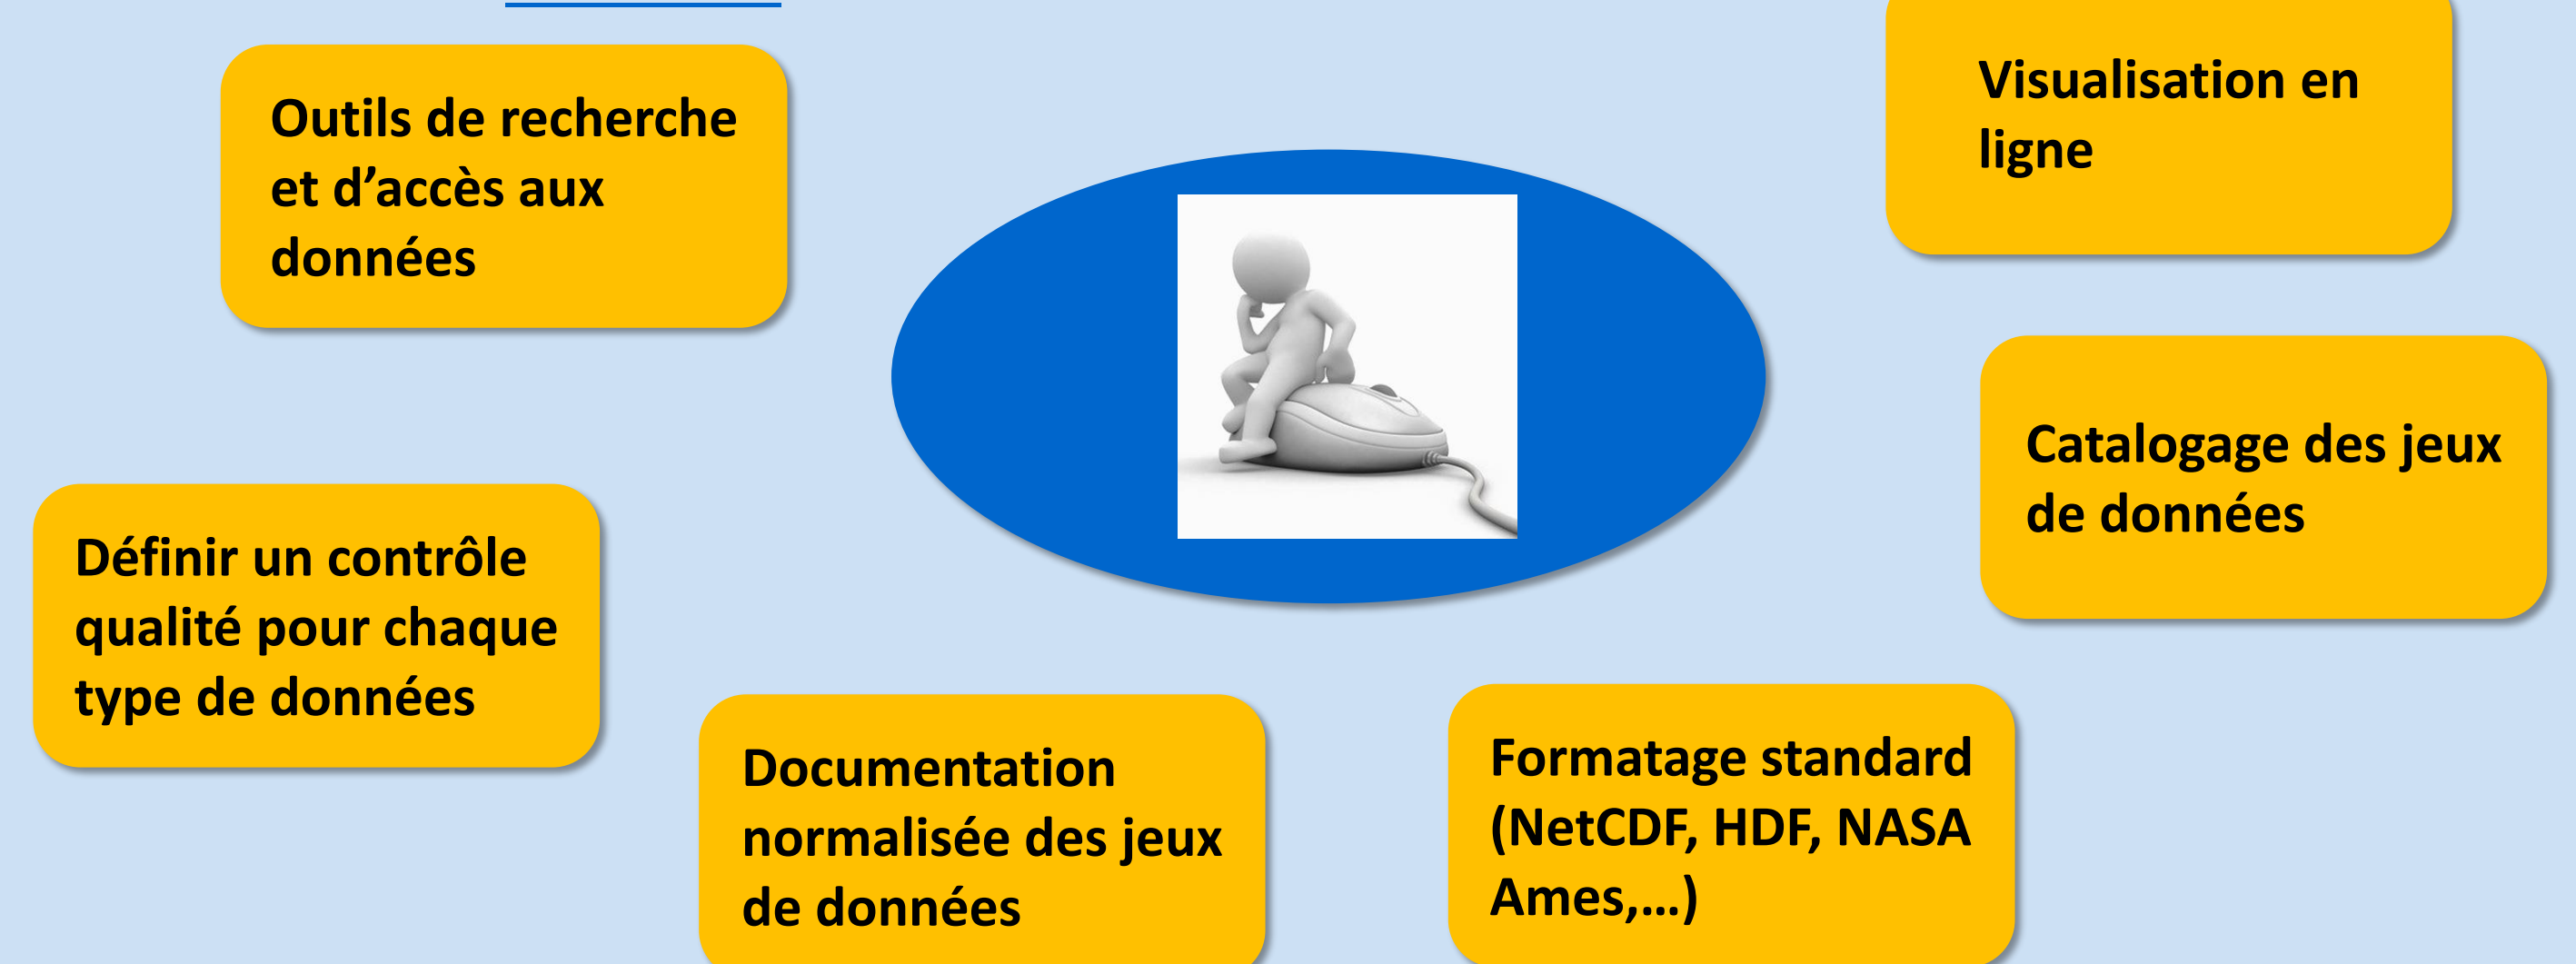 Outils de recherche
et d’accès aux
données
Visualisation en
ligne
Catalogage des jeux
de données
Définir un contrôle
qualité pour chaque
type de données
Documentation
normalisée des jeux
de données
Formatage standard
(NetCDF, HDF, NASA
Ames,…)